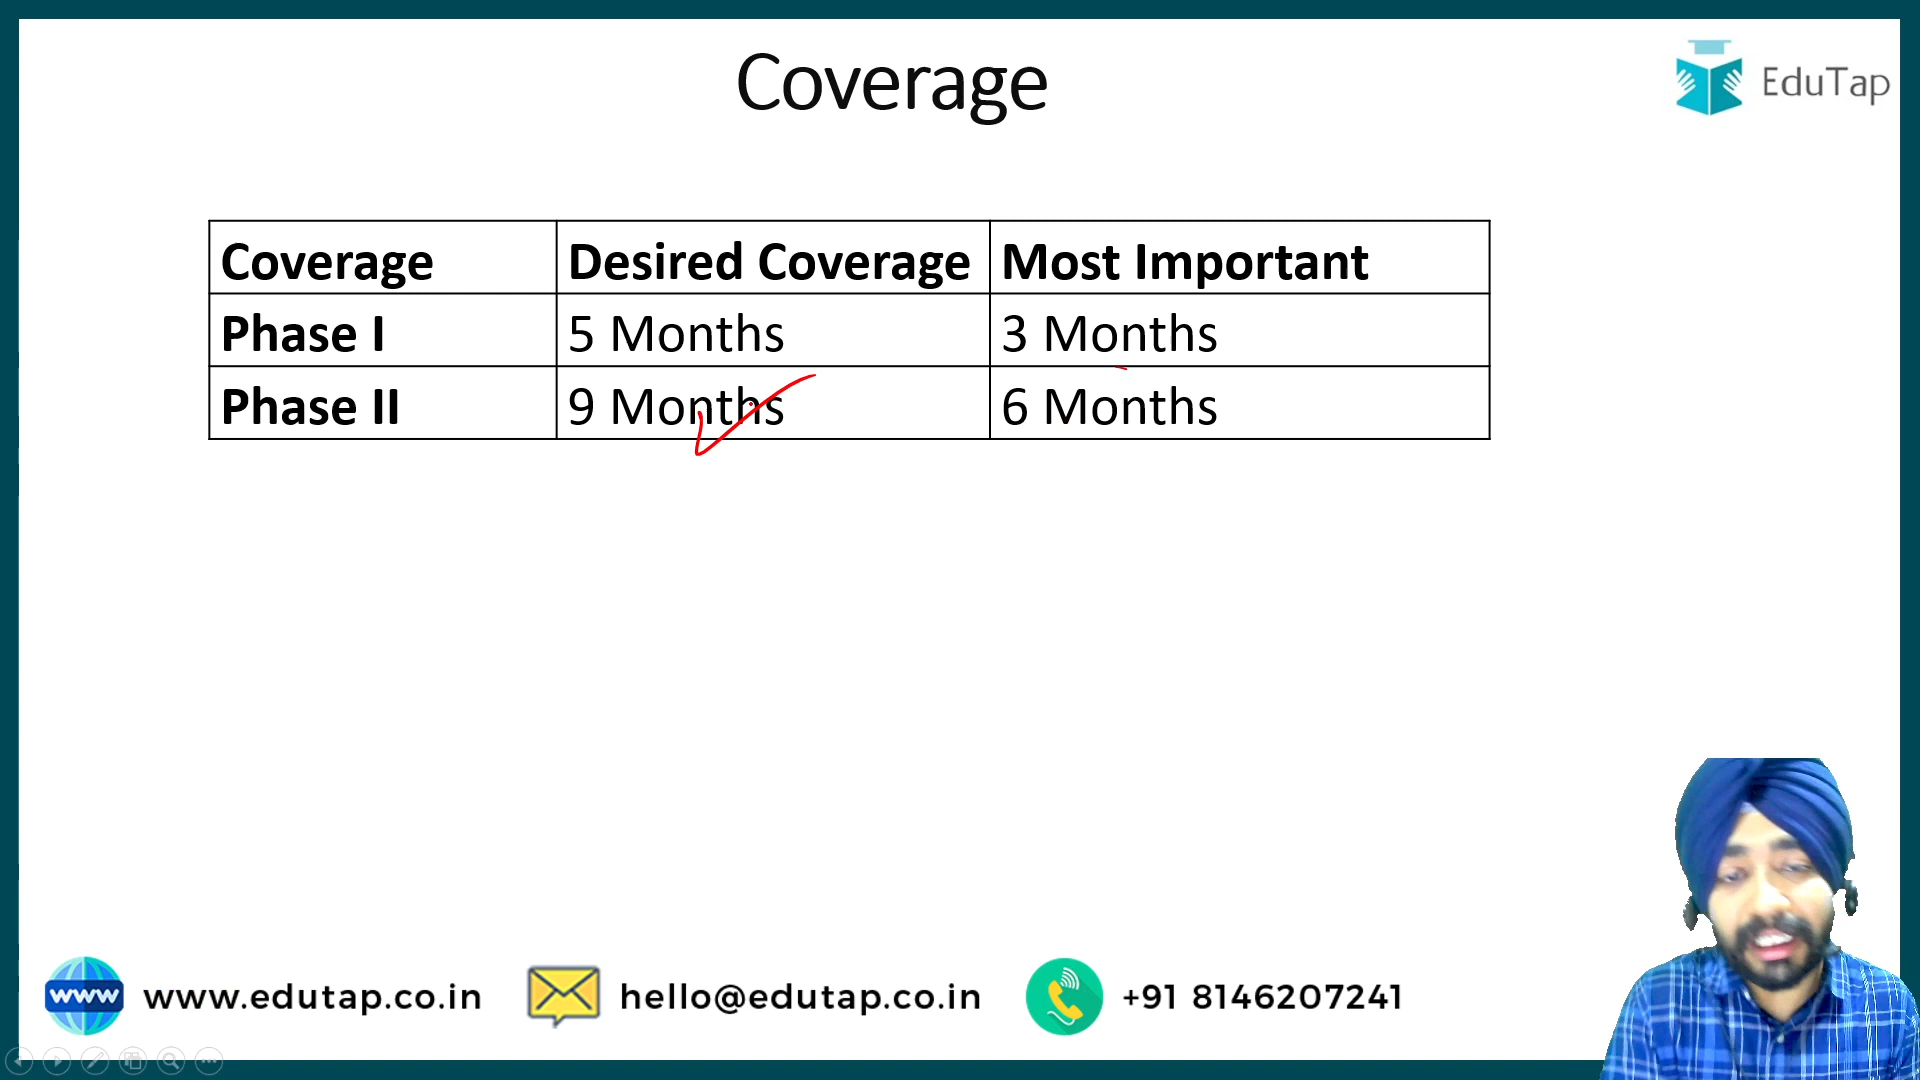 Coverage
EduTap
Coverage Desired Coverage Most Important
Phase I 5 Months 3 Months
Phase II 9 Months 6 Months
www www.edutap.co.in hello@edutap.co.in +91 8146207241